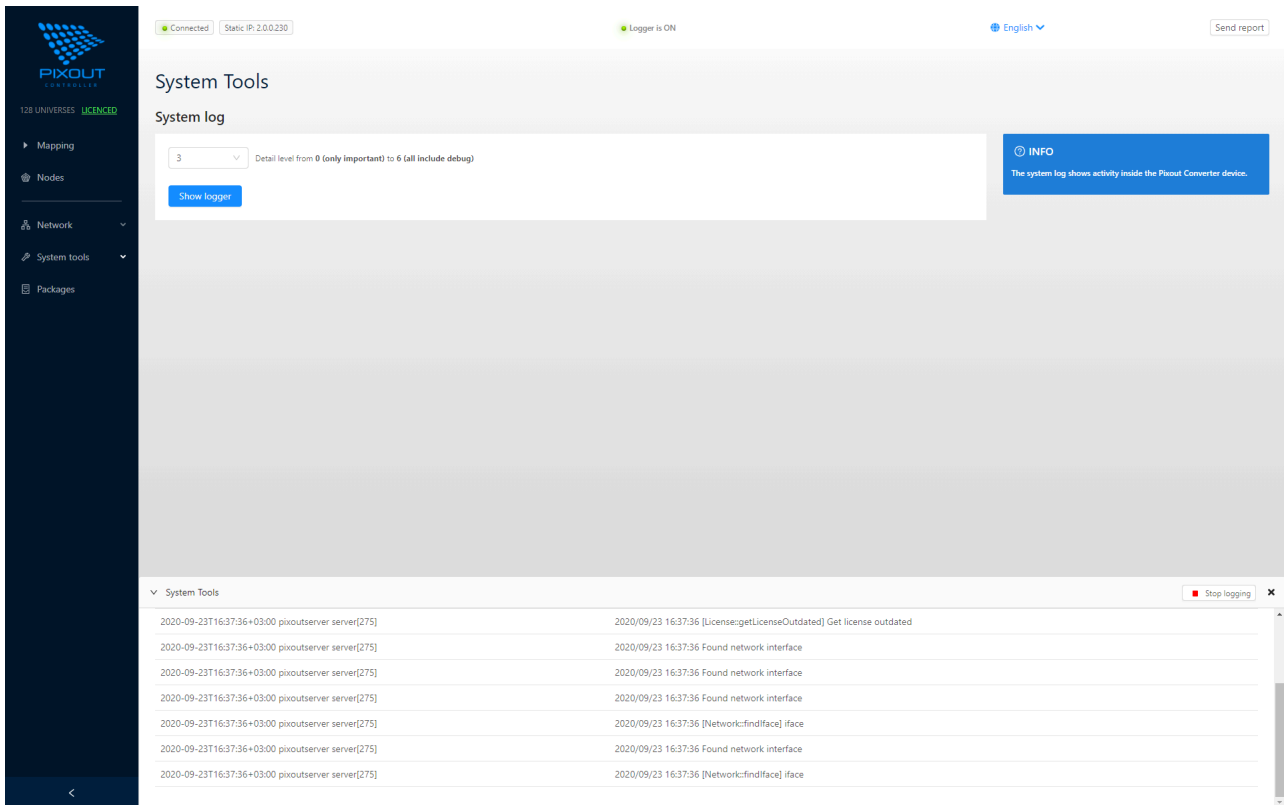 Connected
Static IP: 2.0.0.230
Logger is ON
English
Send report
PIXOUT
CONTROLLER
128 UNIVERSES LICENCED
Mapping
Nodes
Network
System tools
Packages
System Tools
System log
3
Detail level from 0 (only important) to 6 (all include debug)
Show logger
INFO
The system log shows activity inside the Pixout Converter device.
System Tools
Stop logging
2020-09-23T16:37:36+03:00 pixoutserver server[275] 2020/09/23 16:37:36 [License::getLicenseOutdated] Get license outdated
2020-09-23T16:37:36+03:00 pixoutserver server[275] 2020/09/23 16:37:36 Found network interface
2020-09-23T16:37:36+03:00 pixoutserver server[275] 2020/09/23 16:37:36 Found network interface
2020-09-23T16:37:36+03:00 pixoutserver server[275] 2020/09/23 16:37:36 Found network interface
2020-09-23T16:37:36+03:00 pixoutserver server[275] 2020/09/23 16:37:36 [Network::findIface] iface
2020-09-23T16:37:36+03:00 pixoutserver server[275] 2020/09/23 16:37:36 Found network interface
2020-09-23T16:37:36+03:00 pixoutserver server[275] 2020/09/23 16:37:36 [Network::findIface] iface